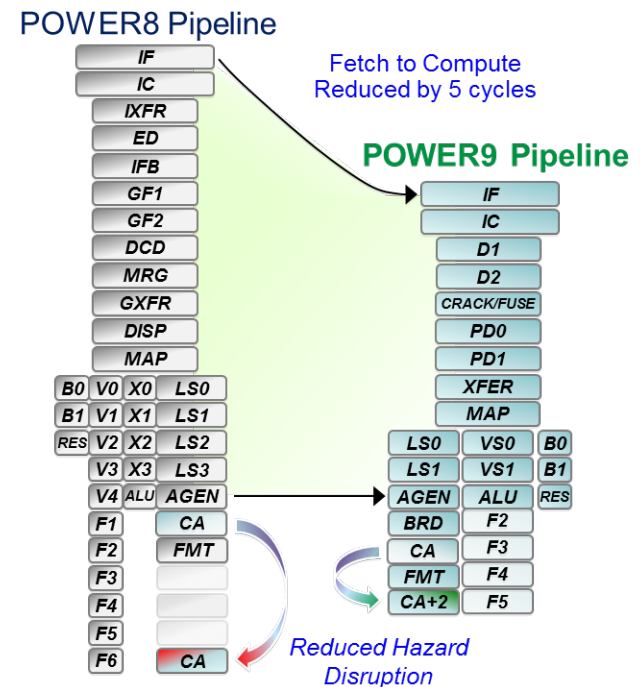 POWER8 Pipeline
IF
IC
IXFR
ED
IFB
GF1
GF2
DCD
MRG
GXFR
DISP
MAP
B0 V0 X0 LS0
B1 V1 X1 LS1
RES V2 X2 LS2
V3 X3 LS3
V4 ALU AGEN
F1 CA
F2 FMT
F3
F4
F5
F6 CA
Fetch to Compute
Reduced by 5 cycles
POWER9 Pipeline
IF
IC
D1
D2
CRACK/FUSE
PD0
PD1
XFER
MAP
LS0 VS0 B0
LS1 VS1 B1
AGEN ALU RES
BRD F2
CA F3
FMT F4
CA+2 F5
Reduced Hazard
Disruption